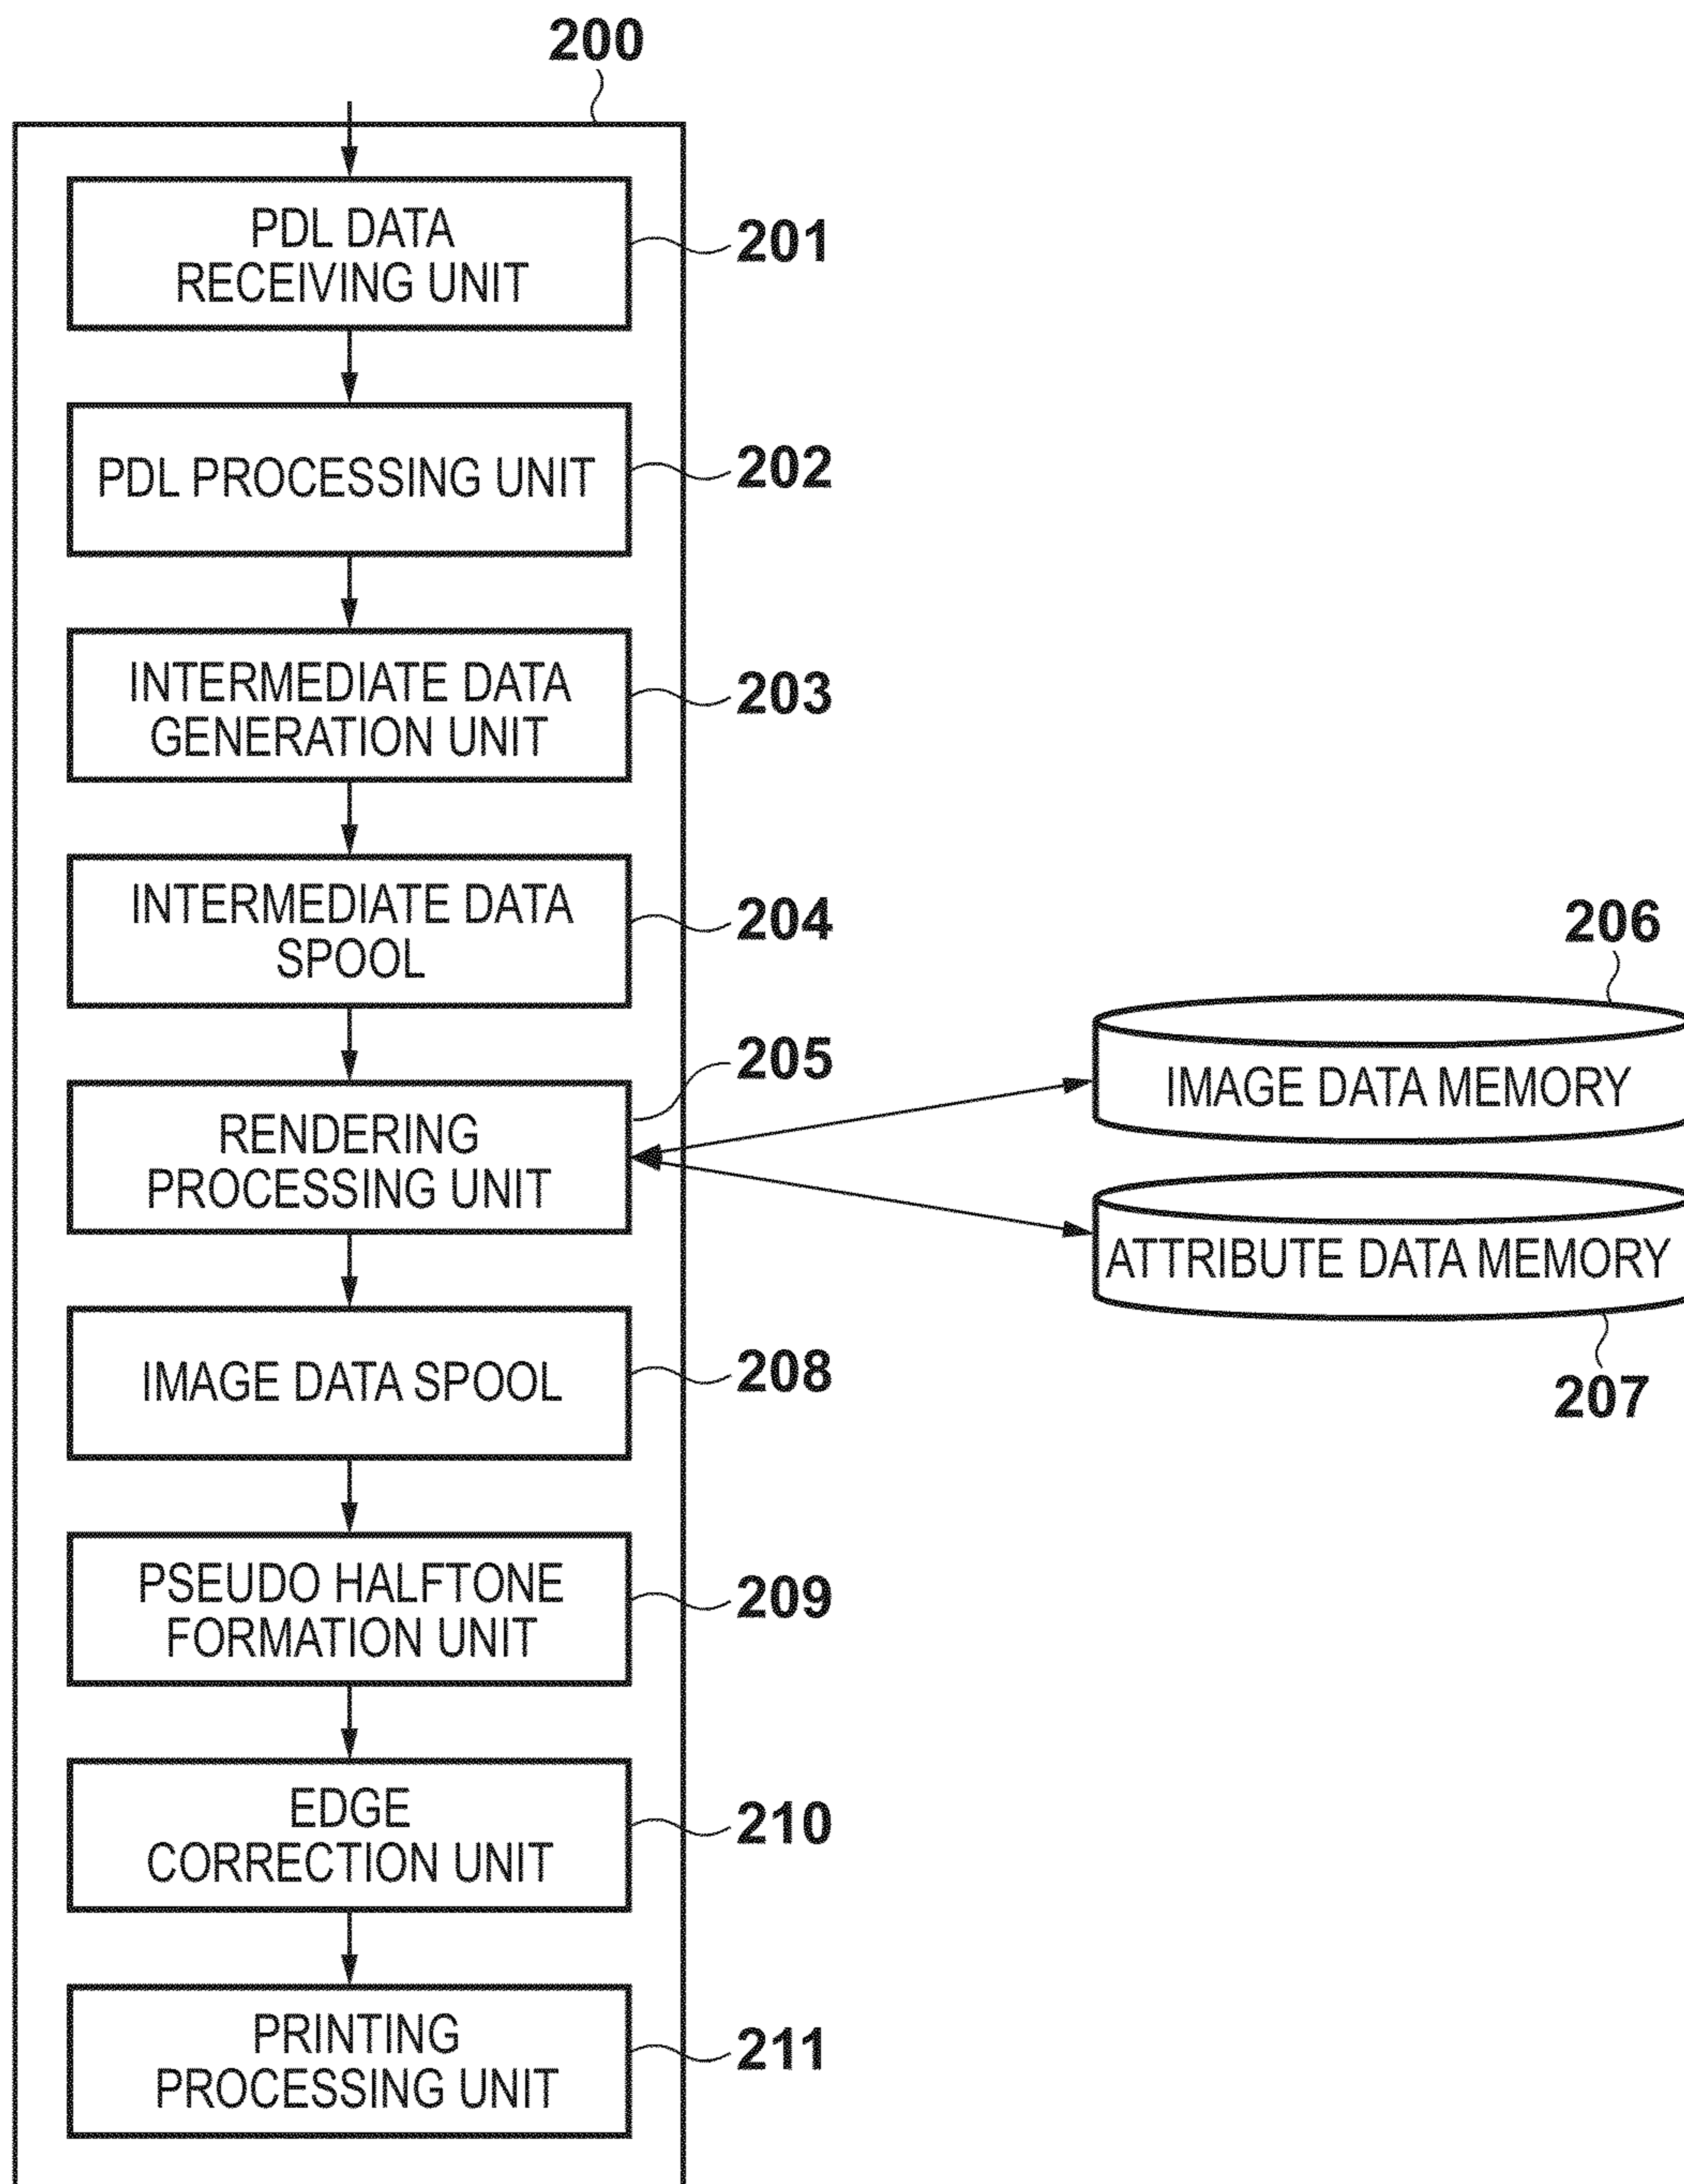 200
PDL DATA
RECEIVING UNIT
201
PDL PROCESSING UNIT
202
INTERMEDIATE DATA
GENERATION UNIT
203
INTERMEDIATE DATA
SPOOL
204
RENDERING
PROCESSING UNIT
205
206
IMAGE DATA MEMORY
ATTRIBUTE DATA MEMORY
207
IMAGE DATA SPOOL
208
PSEUDO HALFTONE
FORMATION UNIT
209
EDGE
CORRECTION UNIT
210
PRINTING
PROCESSING UNIT
211